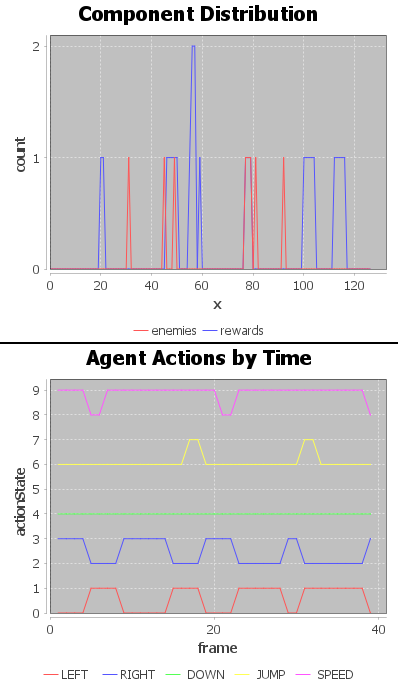 Component Distribution
2
1
0
count
0 20 40 60 80 100 120
x
enemies rewards
Agent Actions by Time
9
8
7
6
5
4
3
2
1
0
actionState
0 20 40
frame
LEFT RIGHT DOWN JUMP SPEED